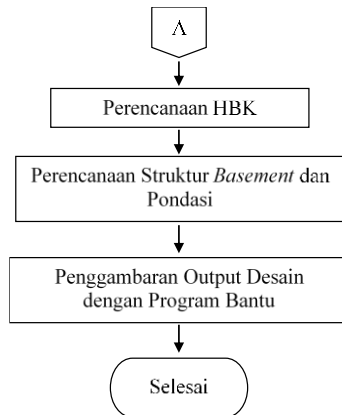 A
Perencanaan HBK
Perencanaan Struktur Basement dan
Pondasi
Penggambaran Output Desain
dengan Program Bantu
Selesai